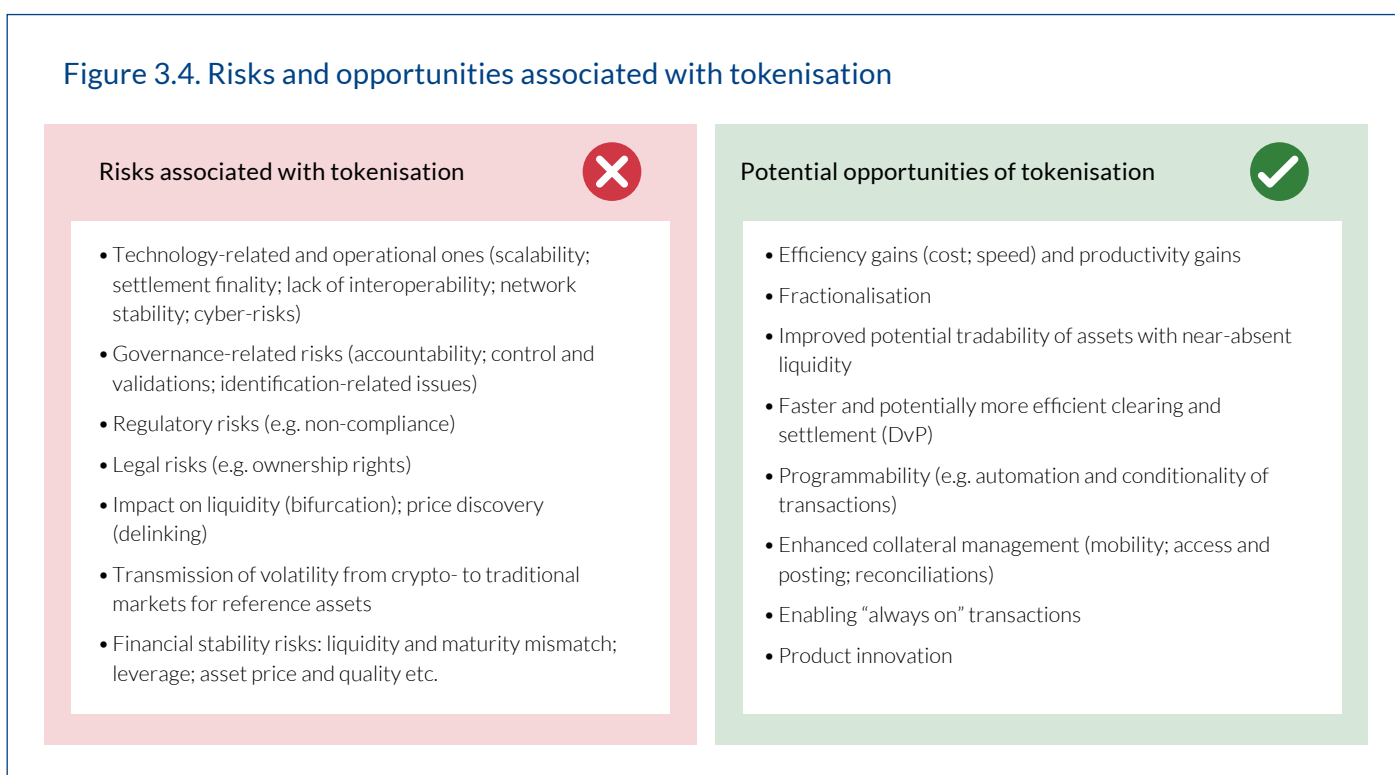 Figure 3.4. Risks and opportunities associated with tokenisation
Risks associated with tokenisation
• Technology-related and operational ones (scalability;
settlement finality; lack of interoperability; network
stability; cyber-risks)
• Governance-related risks (accountability; control and
validations; identification-related issues)
• Regulatory risks (e.g. non-compliance)
• Legal risks (e.g. ownership rights)
• Impact on liquidity (bifurcation); price discovery
(delinking)
• Transmission of volatility from crypto- to traditional
markets for reference assets
• Financial stability risks: liquidity and maturity mismatch;
leverage; asset price and quality etc.
Potential opportunities of tokenisation
• Efficiency gains (cost; speed) and productivity gains
• Fractionalisation
• Improved potential tradability of assets with near-absent
liquidity
• Faster and potentially more efficient clearing and
settlement (DvP)
• Programmability (e.g. automation and conditionality of
transactions)
• Enhanced collateral management (mobility; access and
posting; reconciliations)
• Enabling “always on” transactions
• Product innovation